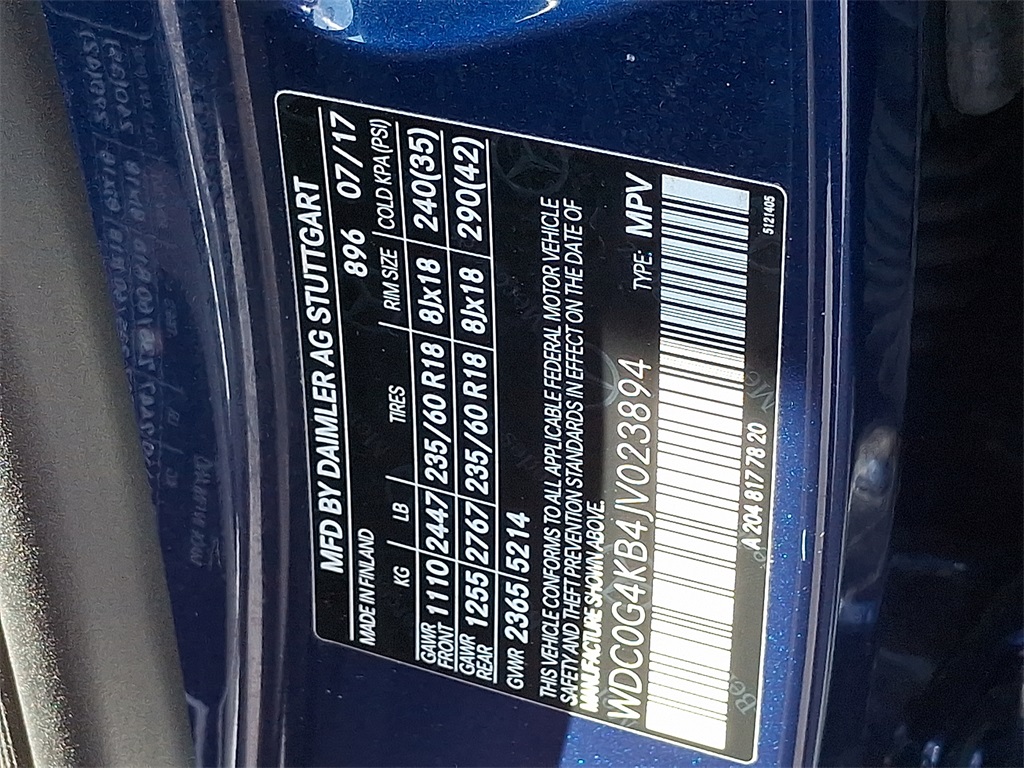 MFD BY DAIMLER AG STUTTGART
MADE IN FINLAND 896 07/17
KG LB TIRES RIM SIZE COLD KPA(PSI)
GAWR FRONT 1110 2447 235/60 R18 8Jx18 240(35)
GAWR REAR 1255 2767 235/60 R18 8Jx18 290(42)
GVWR 2365 5214
THIS VEHICLE CONFORMS TO ALL APPLICABLE FEDERAL MOTOR VEHICLE
SAFETY AND THEFT PREVENTION STANDARDS IN EFFECT ON THE DATE OF
MANUFACTURE SHOWN ABOVE.
WDC0G4KB4JV023894 TYPE: MPV
A 204 817 78 20 5121405